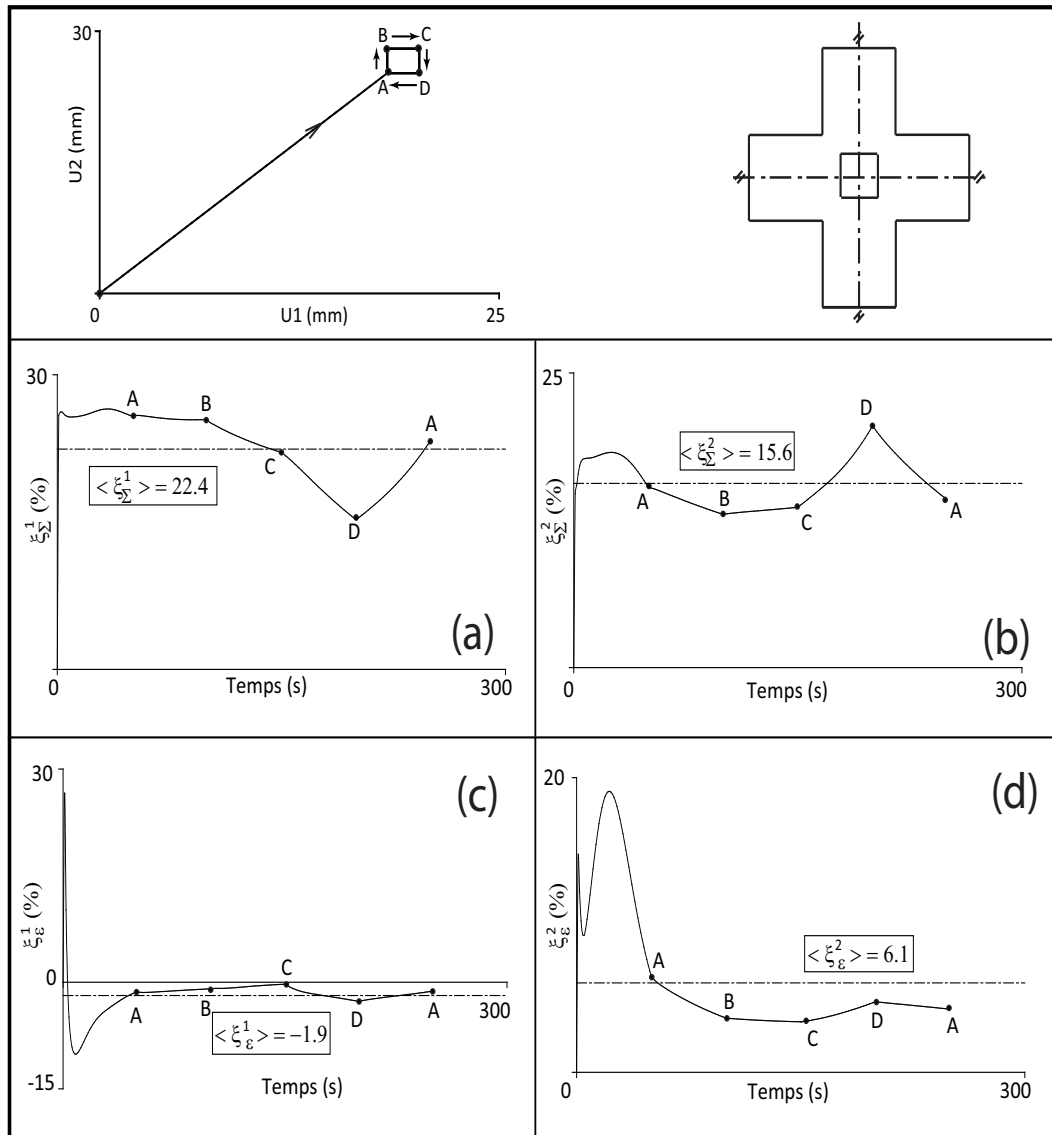 30
U2 (mm)
B C
A D
0 U1 (mm) 25
30
ξ_Σ^1 (%)
A B A
C
D
< ξ_Σ^1 > = 22.4
(a)
0 Temps (s) 300
25
ξ_Σ^2 (%)
D
< ξ_Σ^2 > = 15.6
A B C A
(b)
0 Temps (s) 300
30
(c)
ξ_ε^1 (%)
0 C 300
A B D A
< ξ_ε^1 > = −1.9
-15 Temps (s)
20
(d)
ξ_ε^2 (%)
< ξ_ε^2 > = 6.1
A B C D A
0 Temps (s) 300